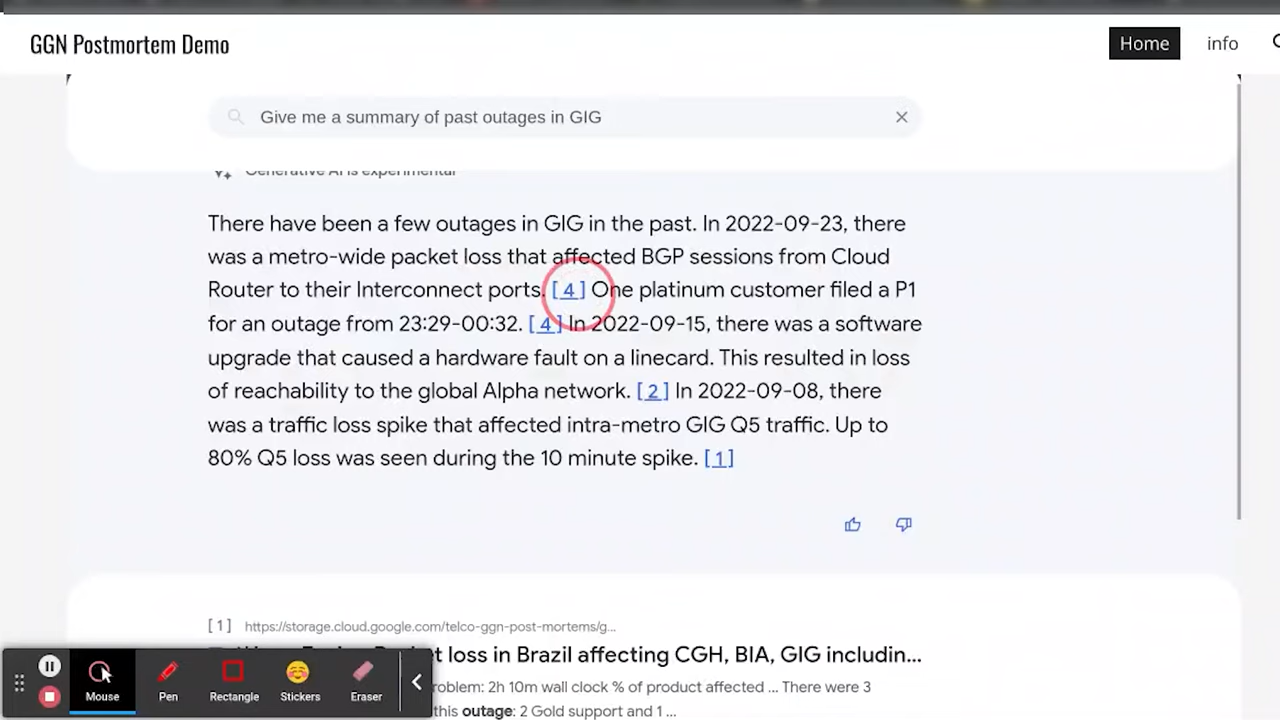 GGN Postmortem Demo
Home
info
Give me a summary of past outages in GIG
Generative AI is experimental
There have been a few outages in GIG in the past. In 2022-09-23, there
was a metro-wide packet loss that affected BGP sessions from Cloud
Router to their Interconnect ports. [ 4 ] One platinum customer filed a P1
for an outage from 23:29-00:32. [ 4 ] In 2022-09-15, there was a software
upgrade that caused a hardware fault on a linecard. This resulted in loss
of reachability to the global Alpha network. [ 2 ] In 2022-09-08, there
was a traffic loss spike that affected intra-metro GIG Q5 traffic. Up to
80% Q5 loss was seen during the 10 minute spike. [ 1 ]
[ 1 ] https://storage.cloud.google.com/telco-ggn-post-mortems/g...
t loss in Brazil affecting CGH, BIA, GIG includin...
roblem: 2h 10m wall clock % of product affected ... There were 3
this outage: 2 Gold support and 1 ...
Mouse
Pen
Rectangle
Stickers
Eraser